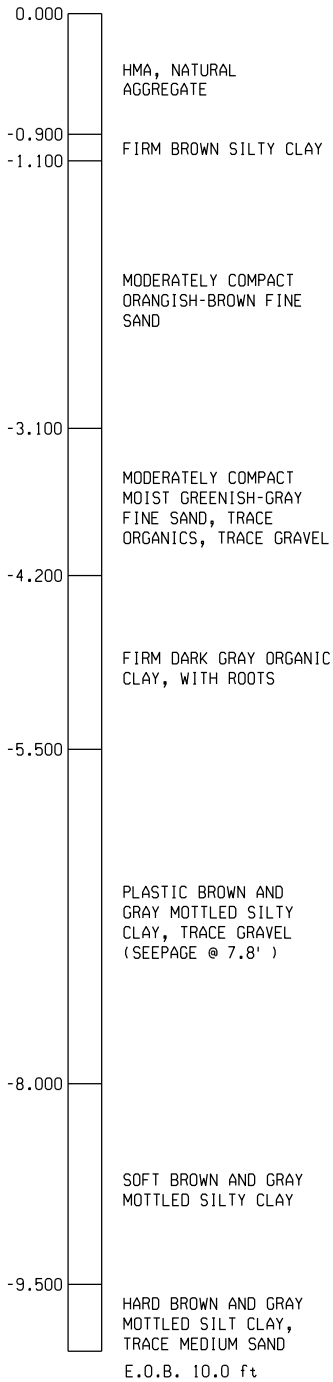 0.000
HMA, NATURAL
AGGREGATE
-0.900
FIRM BROWN SILTY CLAY
-1.100
MODERATELY COMPACT
ORANGISH-BROWN FINE
SAND
-3.100
MODERATELY COMPACT
MOIST GREENISH-GRAY
FINE SAND, TRACE
ORGANICS, TRACE GRAVEL
-4.200
FIRM DARK GRAY ORGANIC
CLAY, WITH ROOTS
-5.500
PLASTIC BROWN AND
GRAY MOTTLED SILTY
CLAY, TRACE GRAVEL
(SEEPAGE @ 7.8' )
-8.000
SOFT BROWN AND GRAY
MOTTLED SILTY CLAY
-9.500
HARD BROWN AND GRAY
MOTTLED SILT CLAY,
TRACE MEDIUM SAND
E.O.B. 10.0 ft